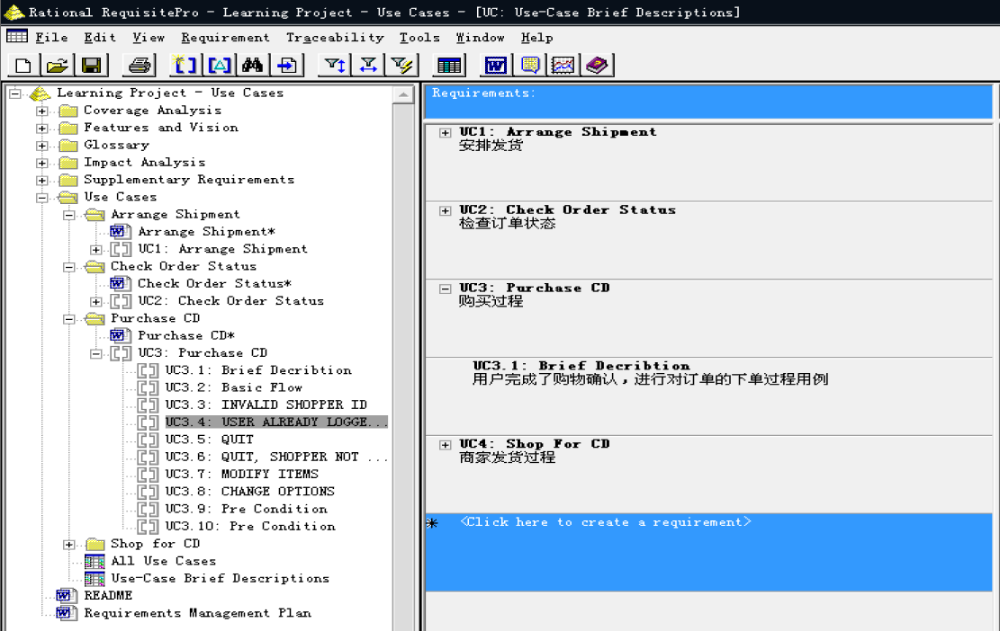 Rational RequisitePro - Learning Project - Use Cases - [UC: Use-Case Brief Descriptions]
File Edit View Requirement Traceability Tools Window Help
Learning Project - Use Cases
Coverage Analysis
Features and Vision
Glossary
Impact Analysis
Supplementary Requirements
Use Cases
Arrange Shipment
Arrange Shipment*
UC1: Arrange Shipment
Check Order Status
Check Order Status*
UC2: Check Order Status
Purchase CD
Purchase CD*
UC3: Purchase CD
UC3.1: Brief Decribtion
UC3.2: Basic Flow
UC3.3: INVALID SHOPPER ID
UC3.4: USER ALREADY LOGGE...
UC3.5: QUIT
UC3.6: QUIT, SHOPPER NOT ...
UC3.7: MODIFY ITEMS
UC3.8: CHANGE OPTIONS
UC3.9: Pre Condition
UC3.10: Pre Condition
Shop for CD
All Use Cases
Use-Case Brief Descriptions
README
Requirements Management Plan
Requirements:
UC1: Arrange Shipment
安排发货
UC2: Check Order Status
检查订单状态
UC3: Purchase CD
购买过程
UC3.1: Brief Decribtion
用户完成了购物确认，进行对订单的下单过程用例
UC4: Shop For CD
商家发货过程
<Click here to create a requirement>